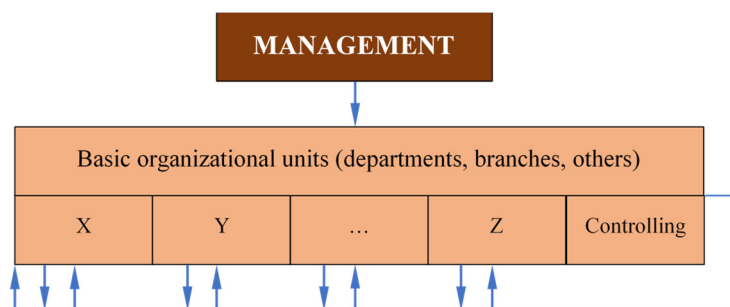 MANAGEMENT
Basic organizational units (departments, branches, others)
X
Y
…
Z
Controlling